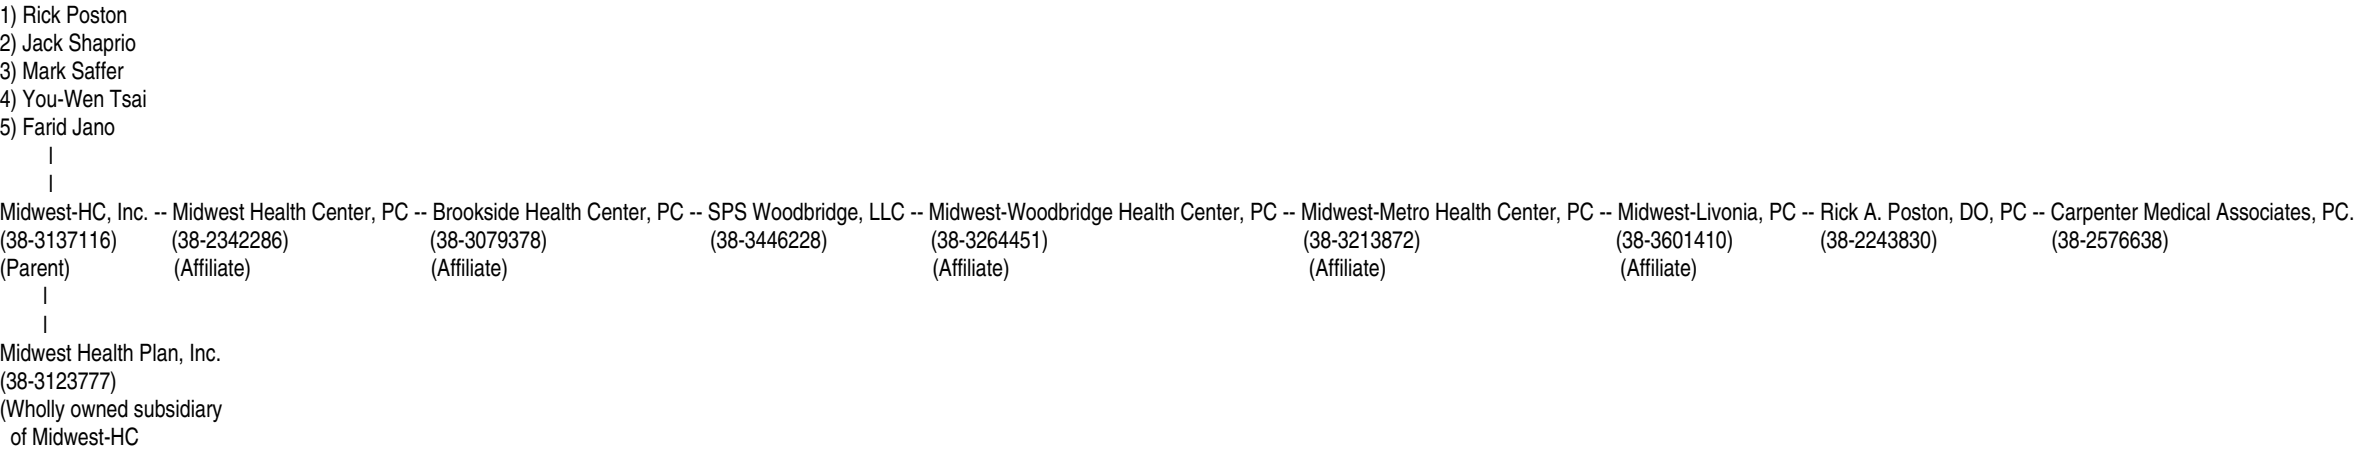 1) Rick Poston
2) Jack Shaprio
3) Mark Saffer
4) You-Wen Tsai
5) Farid Jano
|
|
Midwest-HC, Inc. -- Midwest Health Center, PC -- Brookside Health Center, PC -- SPS Woodbridge, LLC -- Midwest-Woodbridge Health Center, PC -- Midwest-Metro Health Center, PC -- Midwest-Livonia, PC -- Rick A. Poston, DO, PC -- Carpenter Medical Associates, PC.
(38-3137116) (38-2342286) (38-3079378) (38-3446228) (38-3264451) (38-3213872) (38-3601410) (38-2243830) (38-2576638)
(Parent) (Affiliate) (Affiliate) (Affiliate) (Affiliate) (Affiliate)
|
|
Midwest Health Plan, Inc.
(38-3123777)
(Wholly owned subsidiary
of Midwest-HC